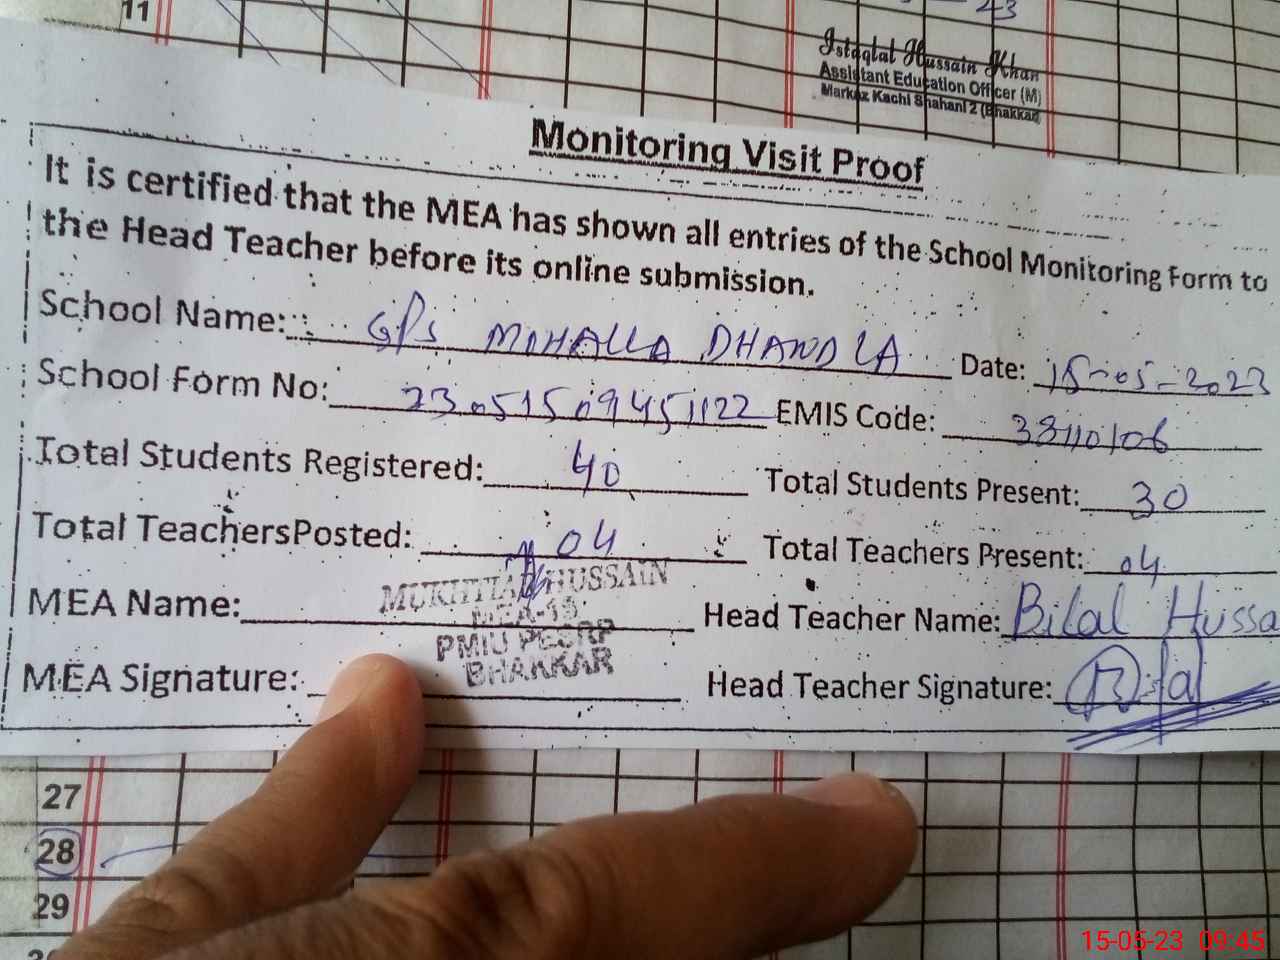 11
23
Istaqlal Hussain Khan
Assistant Education Officer (M)
Markaz Kachi Shahani 2 (Bhakkar)
Monitoring Visit Proof
It is certified that the MEA has shown all entries of the School Monitoring Form to
the Head Teacher before its online submission.
School Name: GPS MOHALLA DHANDLA Date: 15-05-2023
School Form No: 23051509451122 EMIS Code: 38110106
Total Students Registered: 40 Total Students Present: 30
Total TeachersPosted: 04 Total Teachers Present: 04
MEA Name: MUKHTIAR HUSSAIN Head Teacher Name: Bilal Hussa
MEA-15
PMIU PESRP
BHAKKAR
MEA Signature: Head Teacher Signature: Bilal
27
28
29
15-05-23 09:45